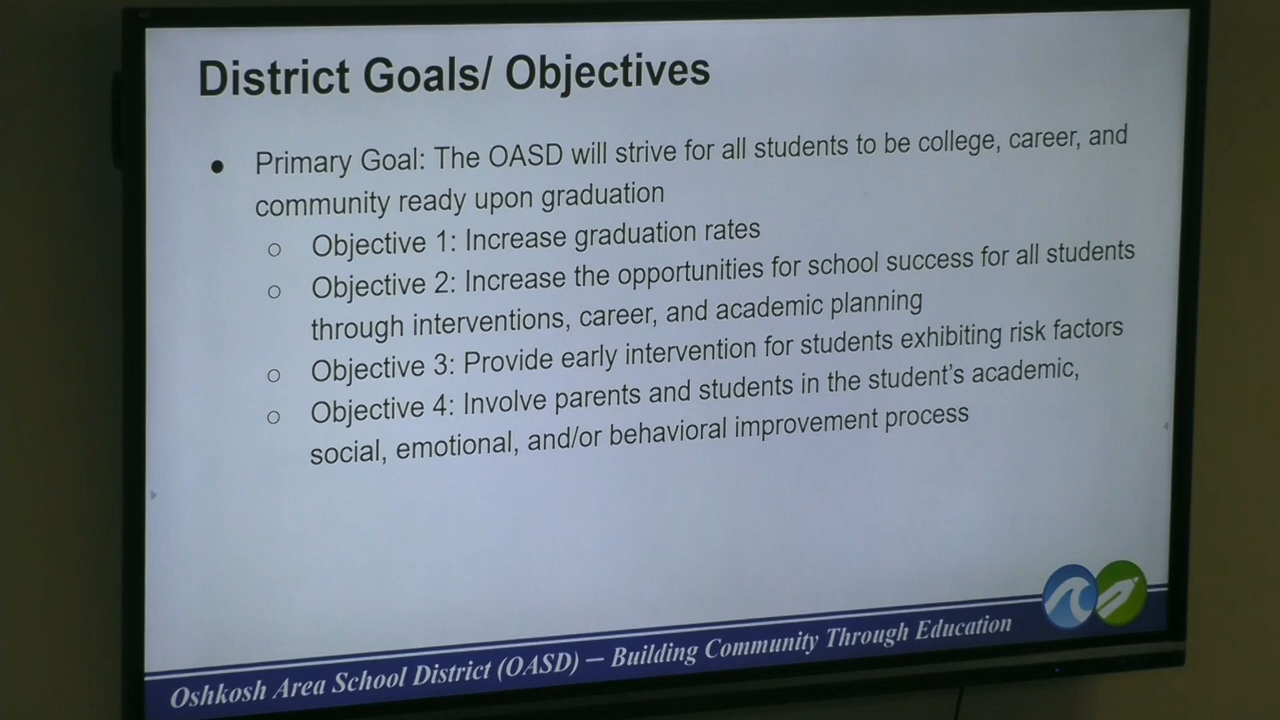 District Goals/ Objectives
● Primary Goal: The OASD will strive for all students to be college, career, and
community ready upon graduation
○ Objective 1: Increase graduation rates
○ Objective 2: Increase the opportunities for school success for all students
through interventions, career, and academic planning
○ Objective 3: Provide early intervention for students exhibiting risk factors
○ Objective 4: Involve parents and students in the student's academic,
social, emotional, and/or behavioral improvement process
Oshkosh Area School District (OASD) – Building Community Through Education